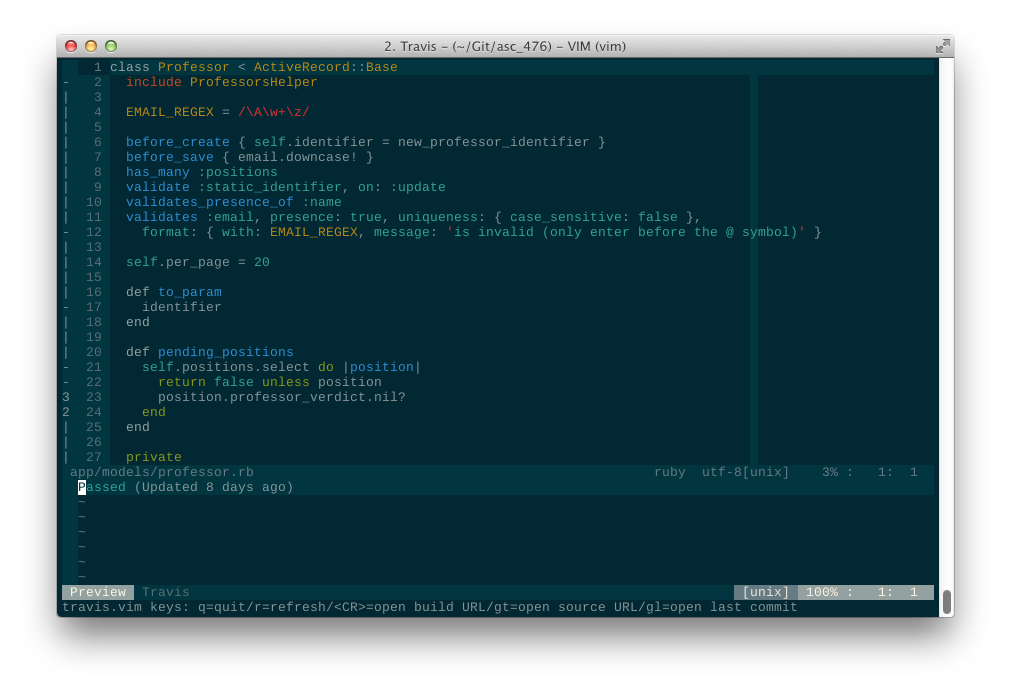 2. Travis – (~/Git/asc_476) – VIM (vim)
1 class Professor < ActiveRecord::Base
- 2   include ProfessorsHelper
| 3
| 4   EMAIL_REGEX = /\A\w+\z/
| 5
| 6   before_create { self.identifier = new_professor_identifier }
| 7   before_save { email.downcase! }
| 8   has_many :positions
| 9   validate :static_identifier, on: :update
| 10   validates_presence_of :name
| 11   validates :email, presence: true, uniqueness: { case_sensitive: false },
- 12     format: { with: EMAIL_REGEX, message: 'is invalid (only enter before the @ symbol)' }
| 13
| 14   self.per_page = 20
| 15
| 16   def to_param
- 17     identifier
| 18   end
| 19
| 20   def pending_positions
- 21     self.positions.select do |position|
- 22       return false unless position
3 23       position.professor_verdict.nil?
2 24     end
| 25   end
| 26
| 27   private
app/models/professor.rb ruby utf-8[unix] 3% : 1: 1
Passed (Updated 8 days ago)
~
~
~
~
~
~
Preview Travis [unix] 100% : 1: 1
travis.vim keys: q=quit/r=refresh/<CR>=open build URL/gt=open source URL/gl=open last commit